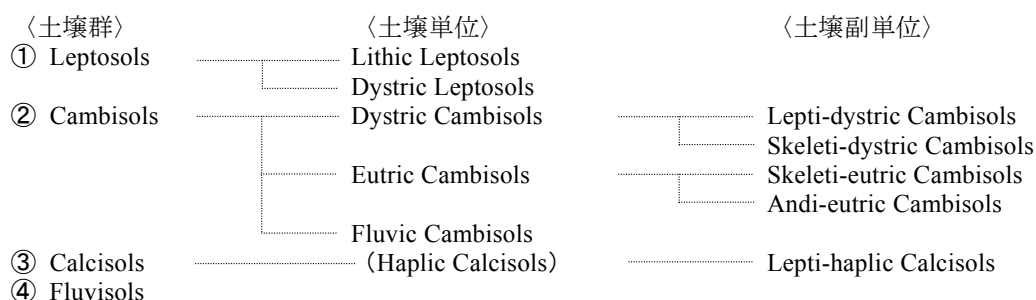 〈土壌群〉 〈土壌単位〉 〈土壌副単位〉
① Leptosols Lithic Leptosols
Dystric Leptosols
② Cambisols Dystric Cambisols Lepti-dystric Cambisols
Skeleti-dystric Cambisols
Eutric Cambisols Skeleti-eutric Cambisols
Andi-eutric Cambisols
Fluvic Cambisols
③ Calcisols （Haplic Calcisols） Lepti-haplic Calcisols
④ Fluvisols